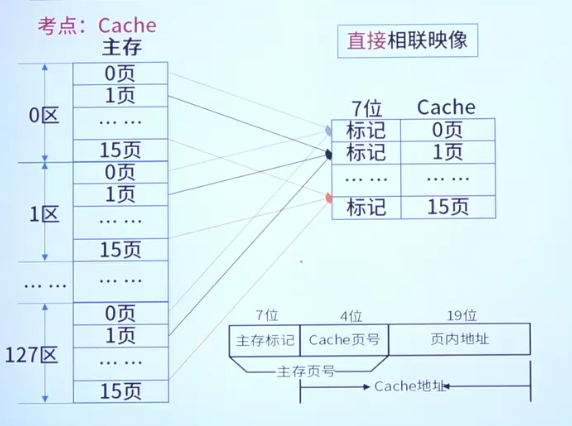 考点：Cache
主存
直接相联映像
0区
0页
1页
... ...
15页
1区
0页
1页
... ...
15页
... ...
... ...
127区
0页
1页
... ...
15页
7位 Cache
标记 0页
标记 1页
... ... ... ...
标记 15页
7位 4位 19位
主存标记 Cache页号 页内地址
主存页号
Cache地址